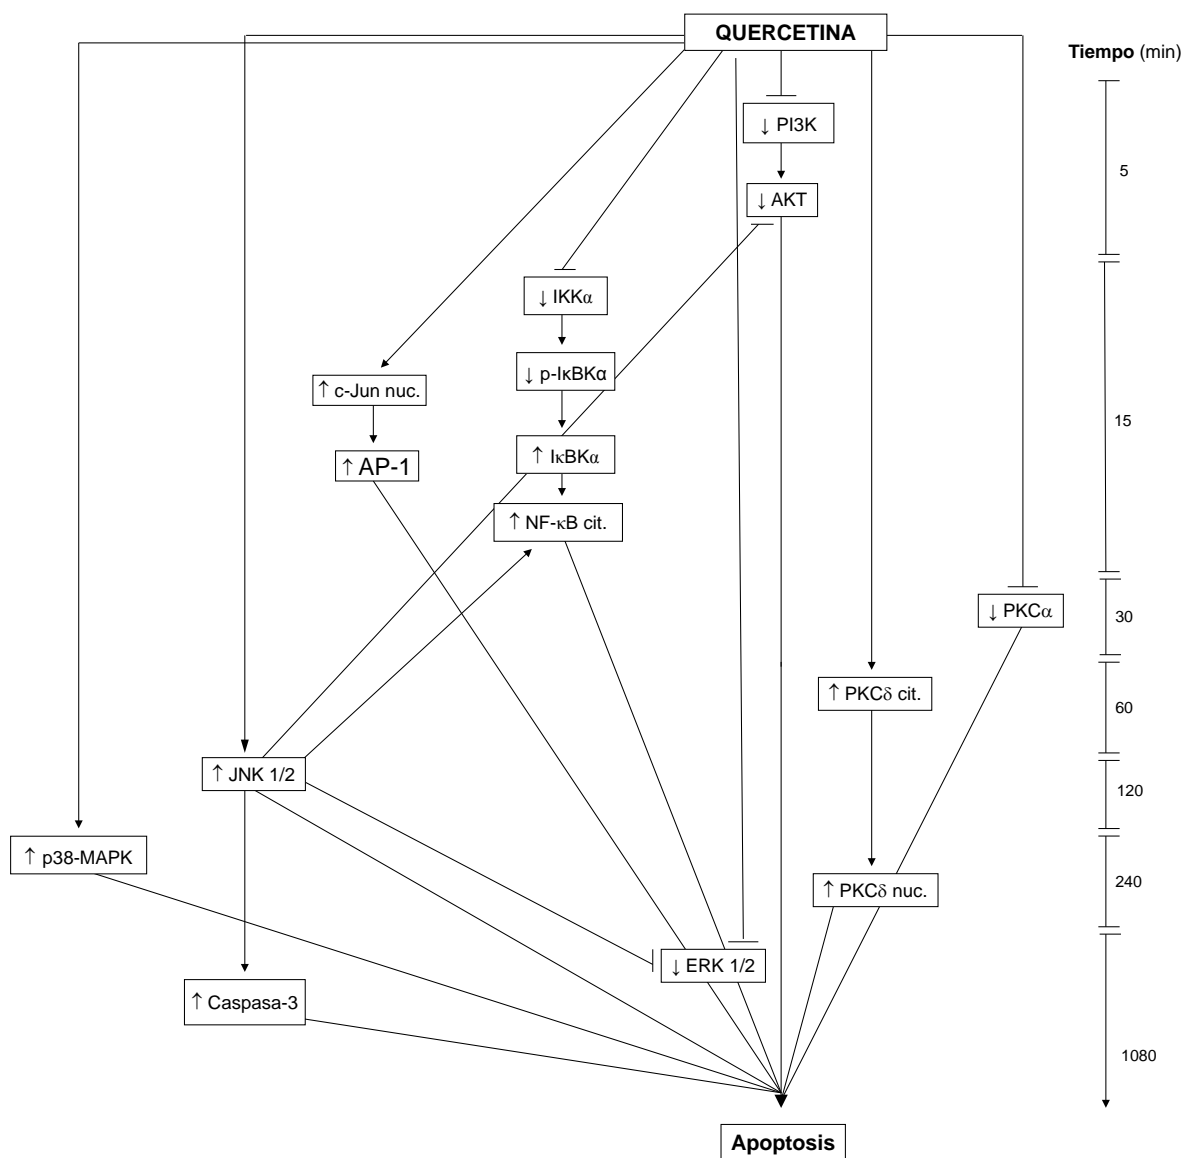 QUERCETINA
Tiempo (min)
↓ PI3K
5
↓ AKT
↓ IKKα
↓ p-IκBKα
↑ c-Jun nuc.
15
↑ IκBKα
↑ AP-1
↑ NF-κB cit.
↓ PKCα
30
↑ PKCδ cit.
60
↑ JNK 1/2
120
↑ p38-MAPK
240
↑ PKCδ nuc.
↓ ERK 1/2
↑ Caspasa-3
1080
Apoptosis